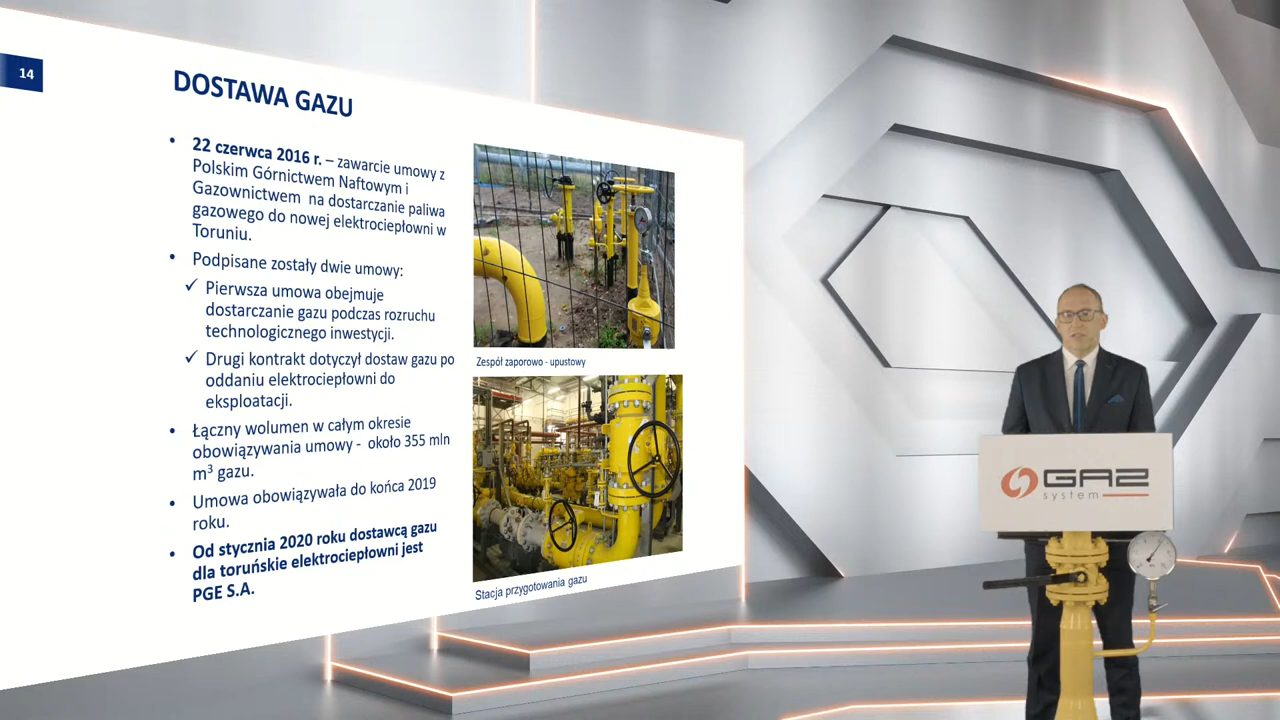 14
DOSTAWA GAZU
• 22 czerwca 2016 r. – zawarcie umowy z
Polskim Górnictwem Naftowym i
Gazownictwem na dostarczanie paliwa
gazowego do nowej elektrociepłowni w
Toruniu.
• Podpisane zostały dwie umowy:
✓ Pierwsza umowa obejmuje
dostarczanie gazu podczas rozruchu
technologicznego inwestycji.
✓ Drugi kontrakt dotyczył dostaw gazu po
oddaniu elektrociepłowni do
eksploatacji.
• Łączny wolumen w całym okresie
obowiązywania umowy - około 355 mln
m³ gazu.
• Umowa obowiązywała do końca 2019
roku.
• Od stycznia 2020 roku dostawcą gazu
dla toruńskie elektrociepłowni jest
PGE S.A.
Zespół zaporowo - upustowy
Stacja przygotowania gazu
GAZ
system